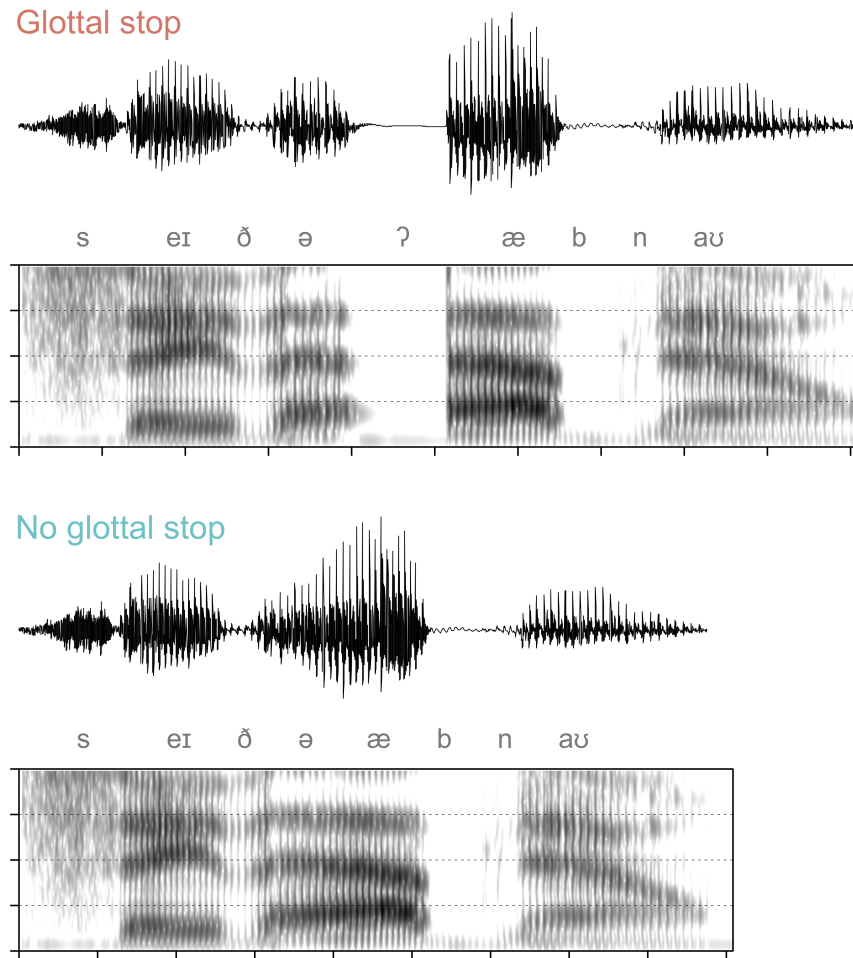 Glottal stop
s eɪ ð ə ʔ æ b n aʊ
No glottal stop
s eɪ ð ə æ b n aʊ